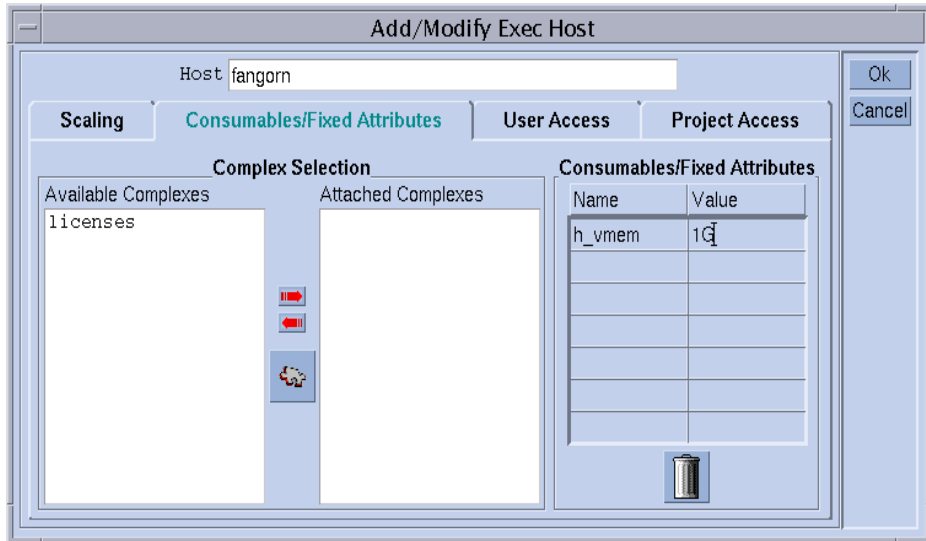 Add/Modify Exec Host
Host fangorn
Ok
Cancel
Scaling
Consumables/Fixed Attributes
User Access
Project Access
Complex Selection
Available Complexes
Attached Complexes
licenses
Consumables/Fixed Attributes
Name Value
h_vmem 1G